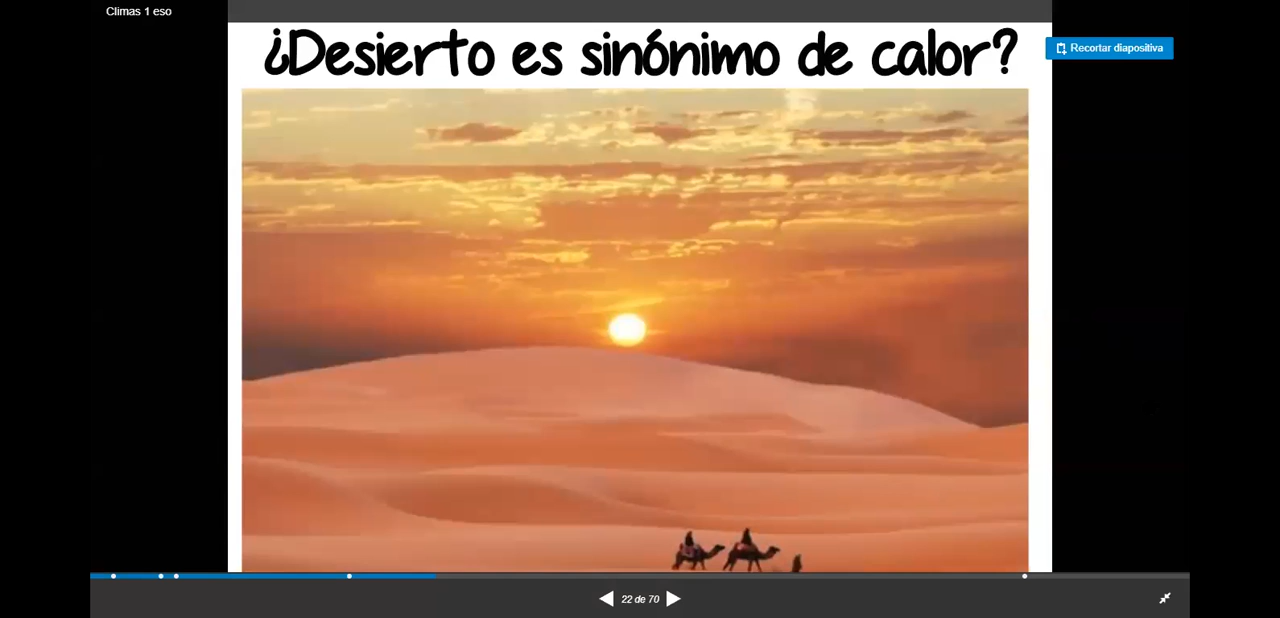 Climas 1 eso
¿Desierto es sinónimo de calor?
Recortar diapositiva
22 de 70